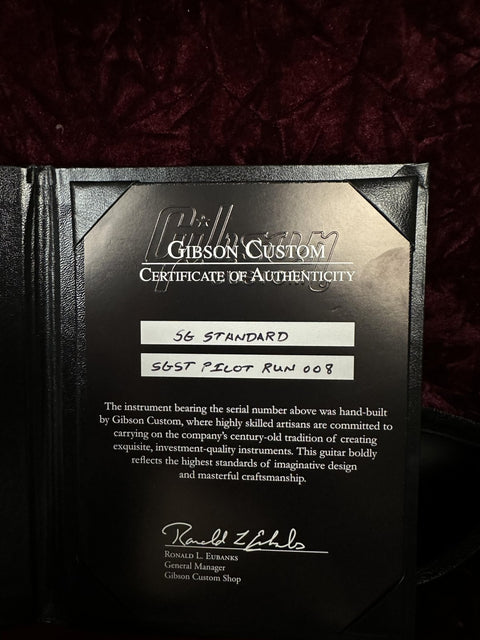 Gibson
GIBSON CUSTOM
CERTIFICATE OF AUTHENTICITY
SG STANDARD
SGST PILOT RUN 008
The instrument bearing the serial number above was hand-built
by Gibson Custom, where highly skilled artisans are committed to
carrying on the company's century-old tradition of creating
exquisite, investment-quality instruments. This guitar boldly
reflects the highest standards of imaginative design
and masterful craftsmanship.
Ronald L Eubanks
RONALD L. EUBANKS
General Manager
Gibson Custom Shop